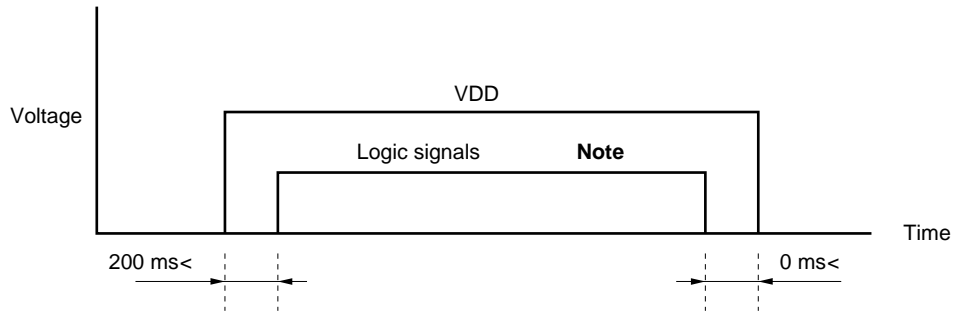 VDD
Voltage
Logic signals
Note
Time
200 ms<
0 ms<